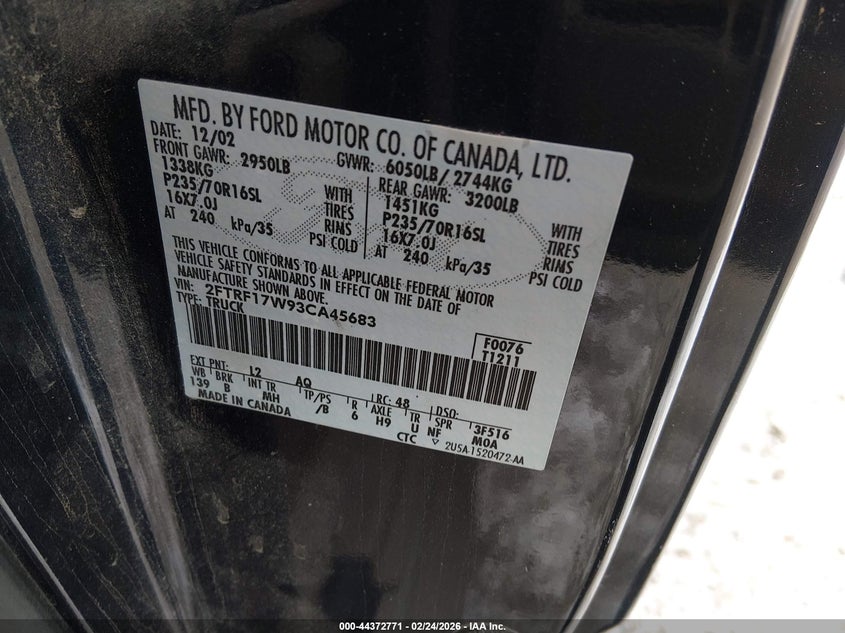 MFD. BY FORD MOTOR CO. OF CANADA, LTD.
DATE: 12/02 GVWR: 6050LB/ 2744KG
FRONT GAWR: 2950LB REAR GAWR: 3200LB
1338KG WITH 1451KG WITH
P235/70R16SL TIRES P235/70R16SL TIRES
16X7.0J RIMS 16X7.0J RIMS
AT 240 kPa/35 PSI COLD AT 240 kPa/35 PSI COLD
THIS VEHICLE CONFORMS TO ALL APPLICABLE FEDERAL MOTOR
VEHICLE SAFETY STANDARDS IN EFFECT ON THE DATE OF
MANUFACTURE SHOWN ABOVE.
VIN: 2FTRF17W93CA45683
TYPE: TRUCK
F0076
T1211
EXT PNT: L2 AQ RC: 48 DSO:
WB BRK INT TR TP/PS R AXLE TR SPR 3F516
139 B MH /B 6 H9 U NF M0A
MADE IN CANADA CTC 2U5A-1520472-AA
000-44372771 - 02/24/2026 - IAA Inc.